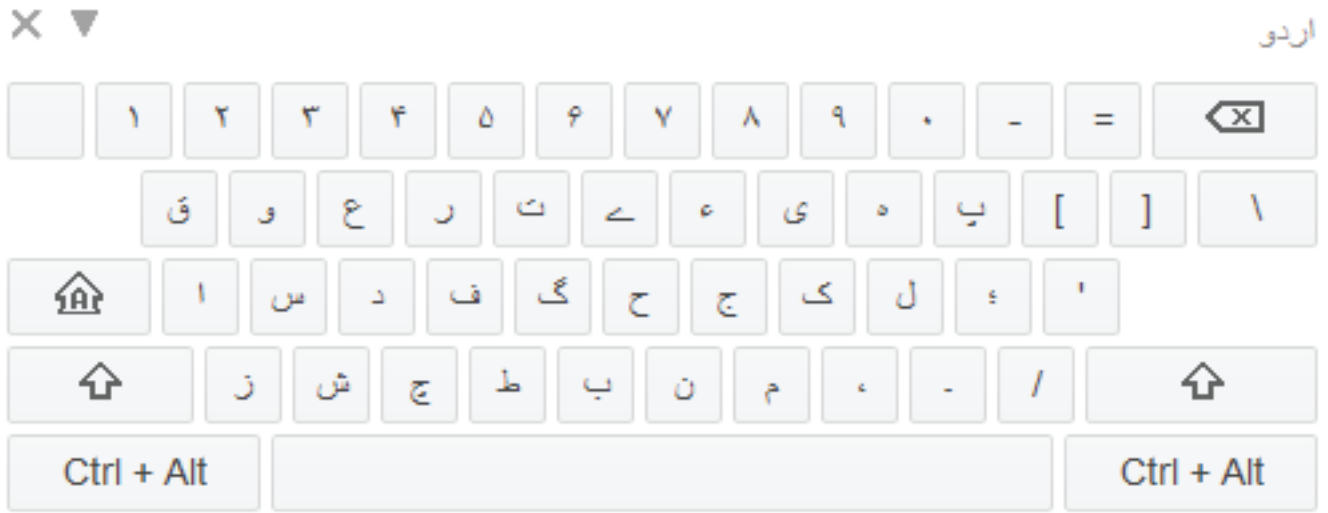 اردو
۱ ۲ ۳ ۴ ۵ ۶ ۷ ۸ ۹ ۰ - =
ق و ع ر ت ے ء ی ہ پ [ ] \
A ا س د ف گ ح ج ک ل ؛ '
ز ش چ ط ب ن م ، ۔ /
Ctrl + Alt Ctrl + Alt